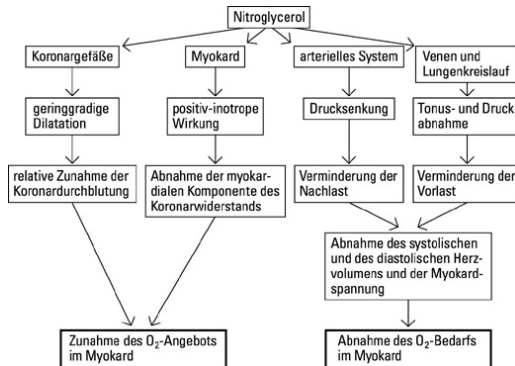 Nitroglycerol
Koronargefäße
Myokard
arterielles System
Venen und
Lungenkreislauf
geringgradige
Dilatation
positiv-inotrope
Wirkung
Drucksenkung
Tonus- und Druck-
abnahme
relative Zunahme der
Koronardurchblutung
Abnahme der myokar-
dialen Komponente des
Koronarwiderstands
Verminderung der
Nachlast
Verminderung der
Vorlast
Abnahme des systolischen
und des diastolischen Herz-
volumens und der Myokard-
spannung
Zunahme des O₂-Angebots
im Myokard
Abnahme des O₂-Bedarfs
im Myokard